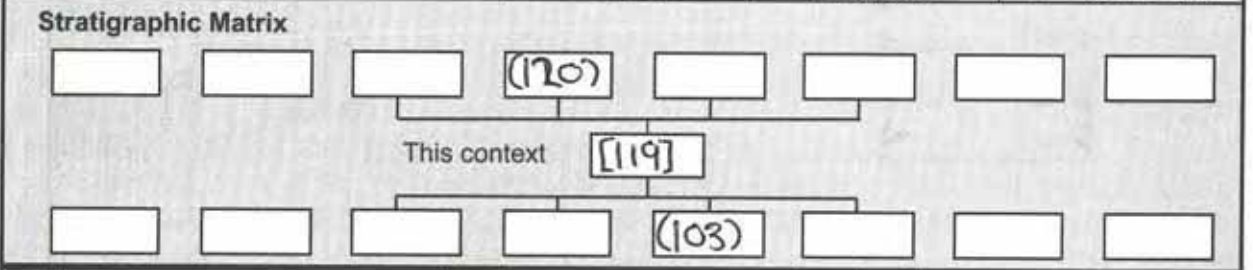 Stratigraphic Matrix
(120)
This context [119]
(103)